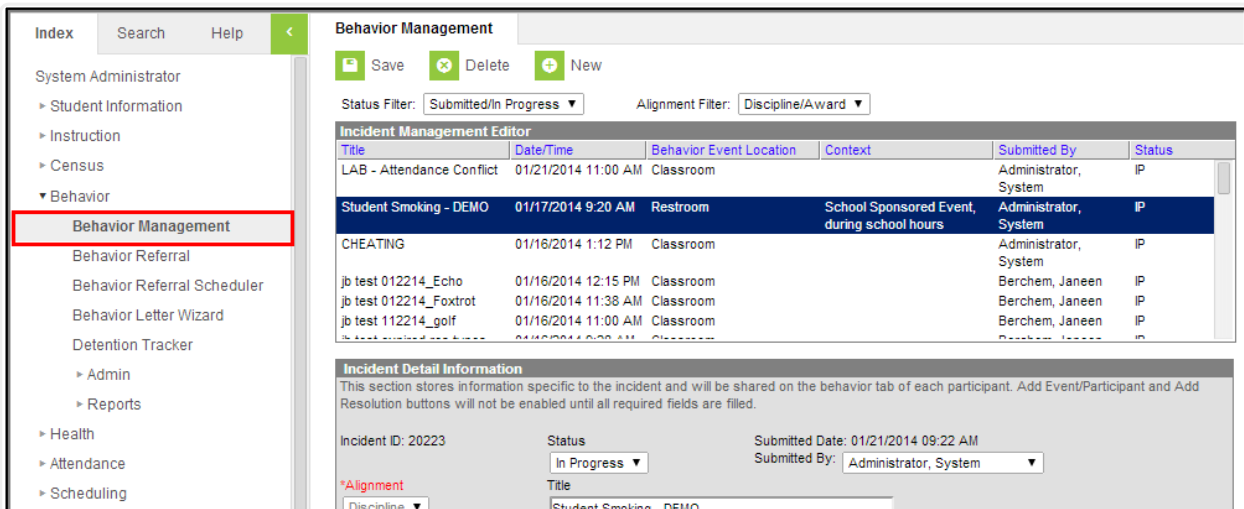 Index Search Help
System Administrator
Student Information
Instruction
Census
Behavior
Behavior Management
Behavior Referral
Behavior Referral Scheduler
Behavior Letter Wizard
Detention Tracker
Admin
Reports
Health
Attendance
Scheduling
Behavior Management
Save Delete New
Status Filter: Submitted/In Progress Alignment Filter: Discipline/Award
Incident Management Editor
Title Date/Time Behavior Event Location Context Submitted By Status
LAB - Attendance Conflict 01/21/2014 11:00 AM Classroom Administrator, IP
System
Student Smoking - DEMO 01/17/2014 9:20 AM Restroom School Sponsored Event, Administrator, IP
during school hours System
CHEATING 01/16/2014 1:12 PM Classroom Administrator, IP
System
jb test 012214_Echo 01/16/2014 12:15 PM Classroom Berchem, Janeen IP
jb test 012214_Foxtrot 01/16/2014 11:38 AM Classroom Berchem, Janeen IP
jb test 112214_golf 01/16/2014 11:00 AM Classroom Berchem, Janeen IP
Incident Detail Information
This section stores information specific to the incident and will be shared on the behavior tab of each participant. Add Event/Participant and Add
Resolution buttons will not be enabled until all required fields are filled.
Incident ID: 20223 Status Submitted Date: 01/21/2014 09:22 AM
In Progress Submitted By: Administrator, System
*Alignment Title
Discipline Student Smoking - DEMO